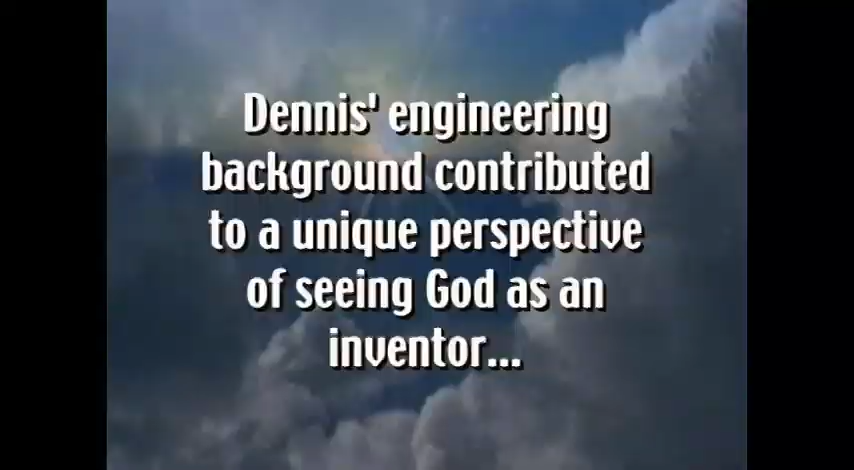 Dennis' engineering
background contributed
to a unique perspective
of seeing God as an
inventor...